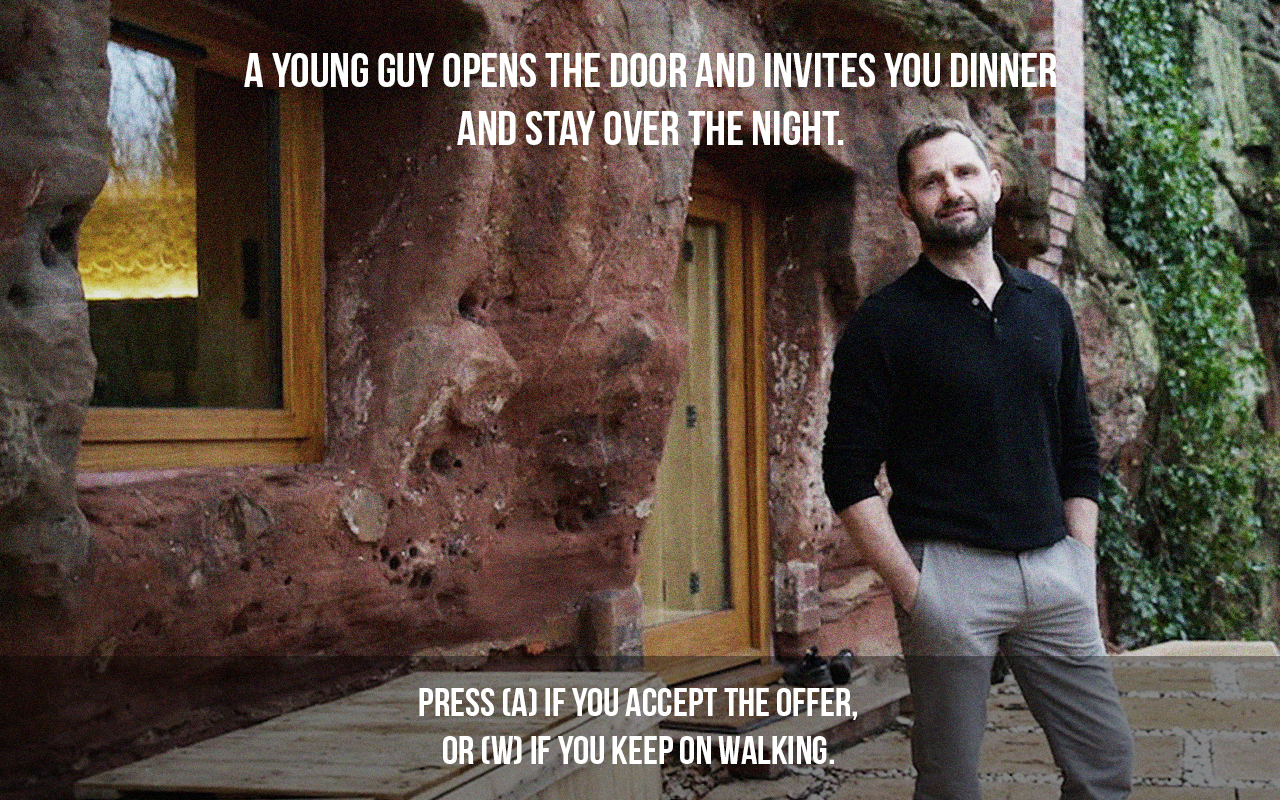 A YOUNG GUY OPENS THE DOOR AND INVITES YOU DINNER
AND STAY OVER THE NIGHT.
PRESS (A) IF YOU ACCEPT THE OFFER,
OR (W) IF YOU KEEP ON WALKING.